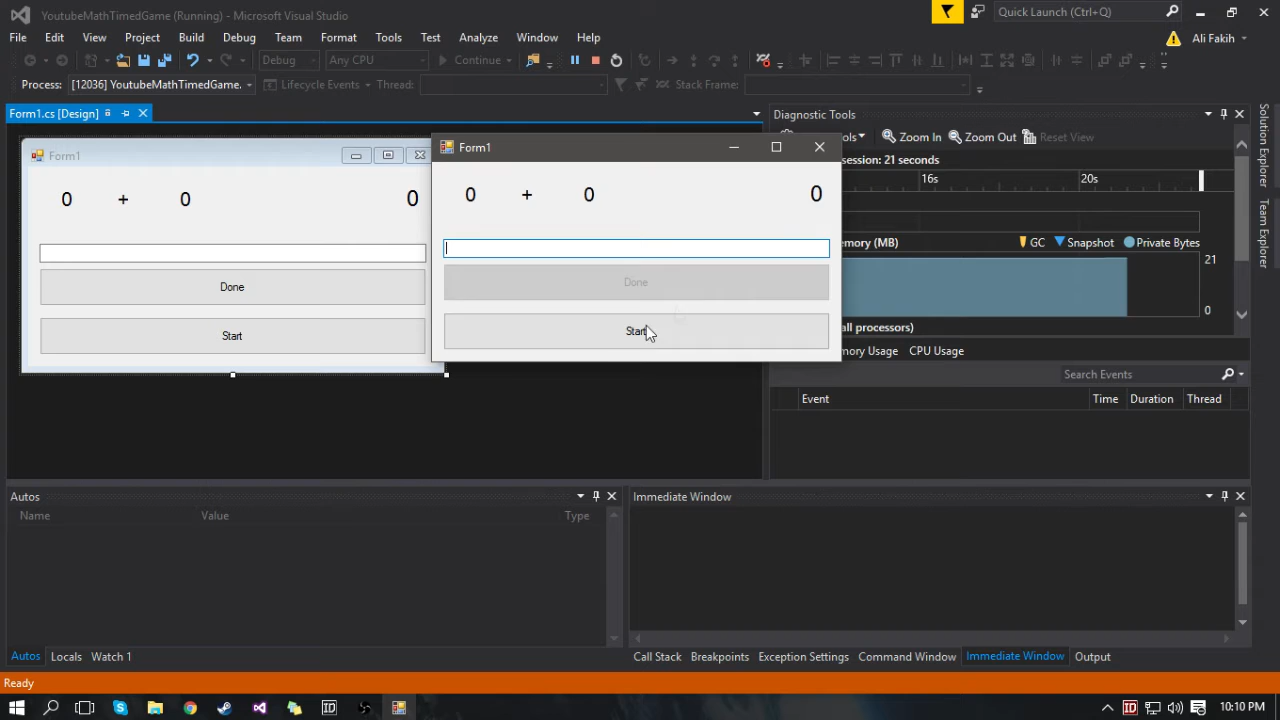 YoutubeMathTimedGame (Running) - Microsoft Visual Studio
Quick Launch (Ctrl+Q)
File Edit View Project Build Debug Team Format Tools Test Analyze Window Help
Ali Fakih
Debug Any CPU Continue
Process: [12036] YoutubeMathTimedGame. Lifecycle Events Thread: Stack Frame:
Form1.cs [Design]
Diagnostic Tools
Zoom In Zoom Out Reset View
session: 21 seconds
16s 20s
Form1
0 + 0 0
Done
Start
Form1
0 + 0 0
Done
Start
emory (MB) GC Snapshot Private Bytes
21
0
all processors)
emory Usage CPU Usage
Search Events
Event Time Duration Thread
Solution Explorer
Team Explorer
Autos
Name Value Type
Immediate Window
Autos Locals Watch 1
Call Stack Breakpoints Exception Settings Command Window Immediate Window Output
Ready
10:10 PM